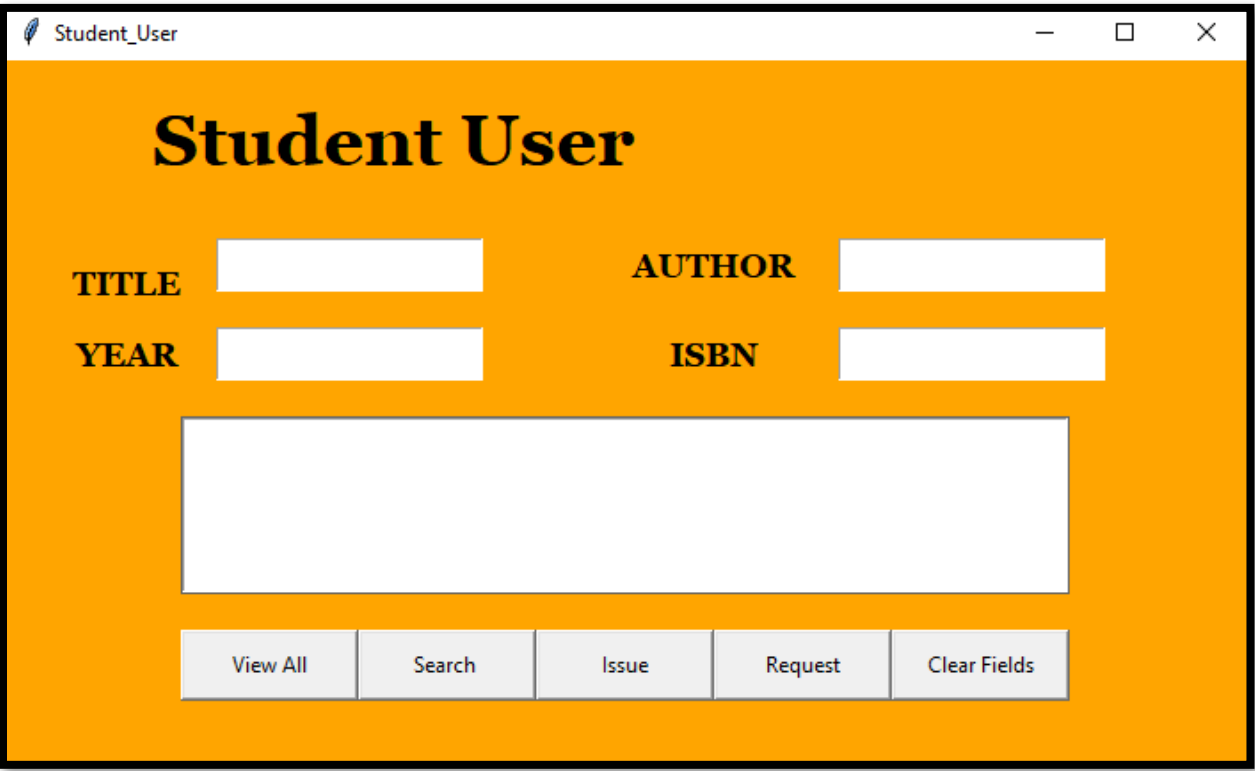 Student_User
Student User
TITLE
AUTHOR
YEAR
ISBN
View All
Search
Issue
Request
Clear Fields